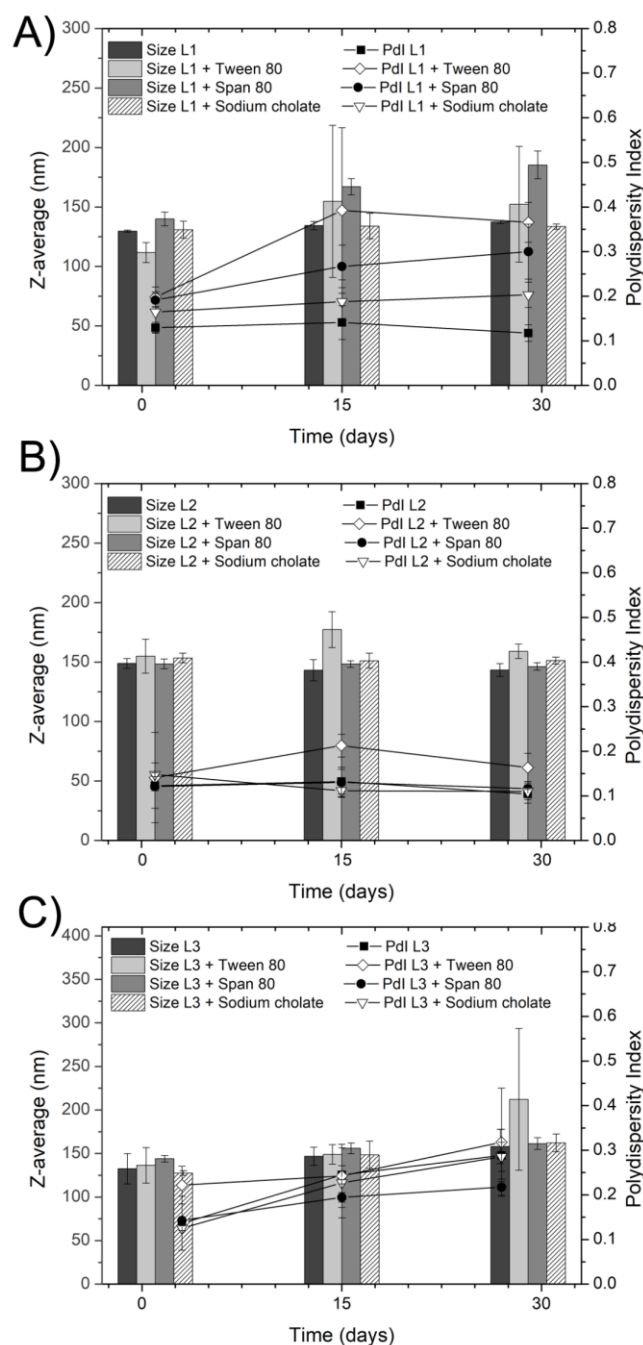 A)
Size L1
PdI L1
Size L1 + Tween 80
PdI L1 + Tween 80
Size L1 + Span 80
PdI L1 + Span 80
Size L1 + Sodium cholate
PdI L1 + Sodium cholate
300
250
200
150
100
50
0
Z-average (nm)
0.8
0.7
0.6
0.5
0.4
0.3
0.2
0.1
0.0
Polydispersity Index
0 15 30
Time (days)
B)
Size L2
PdI L2
Size L2 + Tween 80
PdI L2 + Tween 80
Size L2 + Span 80
PdI L2 + Span 80
Size L2 + Sodium cholate
PdI L2 + Sodium cholate
300
250
200
150
100
50
0
Z-average (nm)
0.8
0.7
0.6
0.5
0.4
0.3
0.2
0.1
0.0
Polydispersity Index
0 15 30
Time (days)
C)
Size L3
PdI L3
Size L3 + Tween 80
PdI L3 + Tween 80
Size L3 + Span 80
PdI L3 + Span 80
Size L3 + Sodium cholate
PdI L3 + Sodium cholate
400
350
300
250
200
150
100
50
0
Z-average (nm)
0.8
0.7
0.6
0.5
0.4
0.3
0.2
0.1
0.0
Polydispersity Index
0 15 30
Time (days)